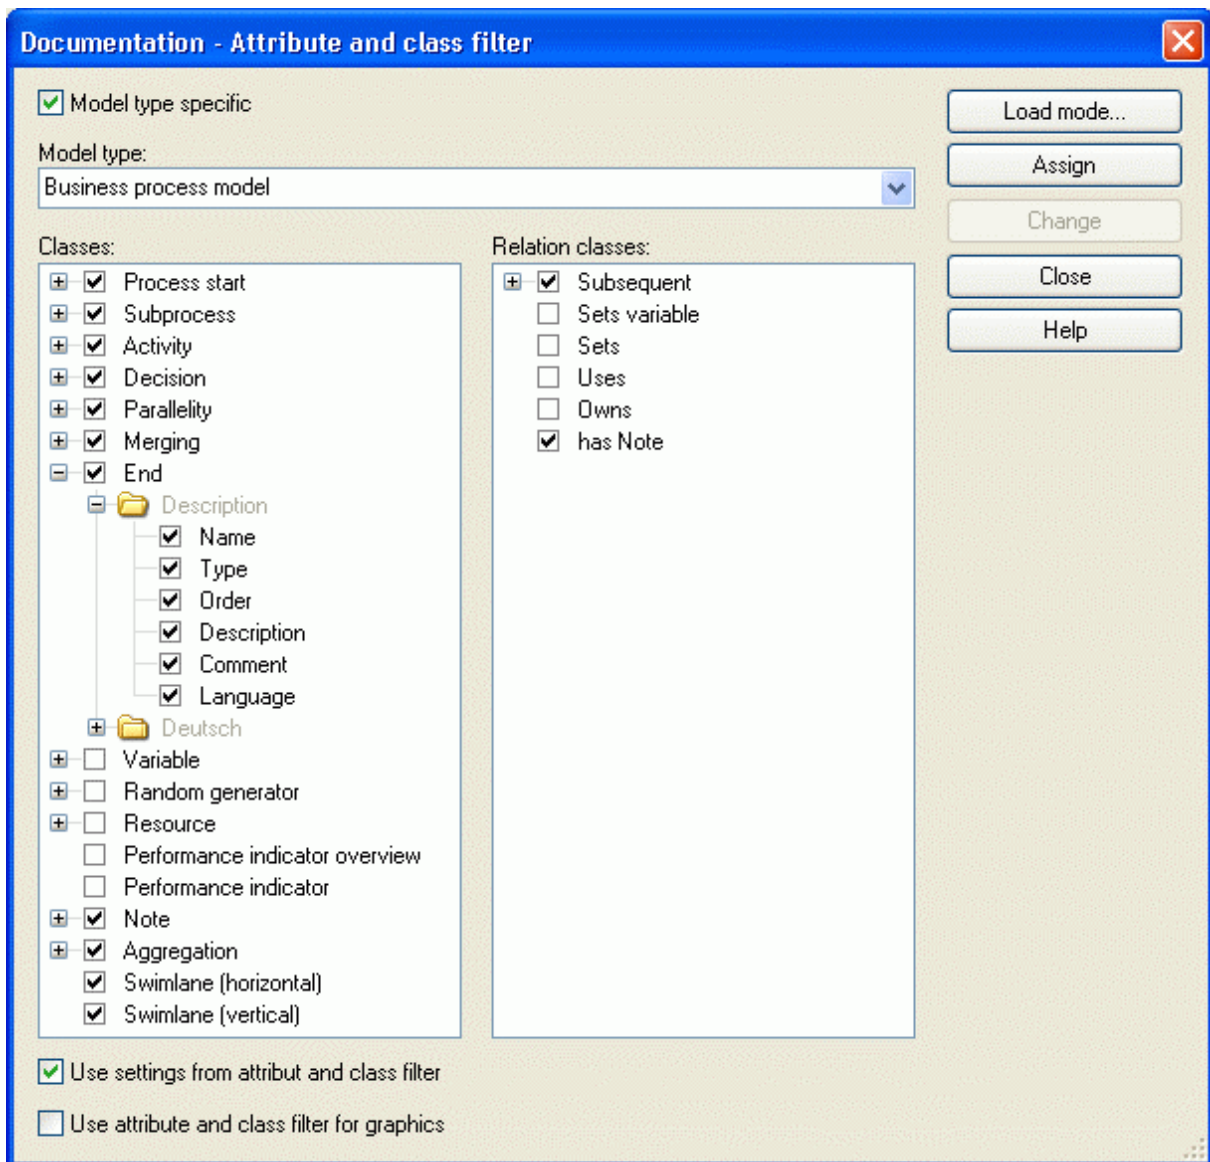 Documentation - Attribute and class filter
Model type specific
Load mode...
Model type:
Assign
Business process model
Change
Classes:
Relation classes:
Close
Help
Process start
Subprocess
Activity
Decision
Parallelity
Merging
End
Description
Name
Type
Order
Description
Comment
Language
Deutsch
Variable
Random generator
Resource
Performance indicator overview
Performance indicator
Note
Aggregation
Swimlane (horizontal)
Swimlane (vertical)
Subsequent
Sets variable
Sets
Uses
Owns
has Note
Use settings from attribut and class filter
Use attribute and class filter for graphics